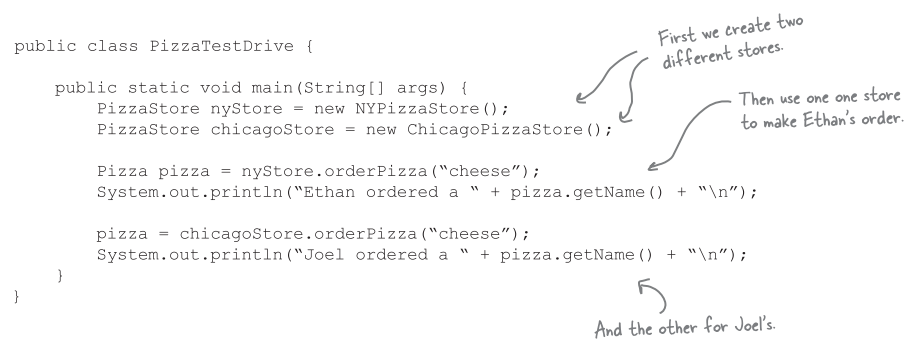 public class PizzaTestDrive {
First we create two
different stores.
public static void main(String[] args) {
PizzaStore nyStore = new NYPizzaStore();
PizzaStore chicagoStore = new ChicagoPizzaStore();
Then use one one store
to make Ethan's order.
Pizza pizza = nyStore.orderPizza(“cheese”);
System.out.println(“Ethan ordered a “ + pizza.getName() + “\n”);
pizza = chicagoStore.orderPizza(“cheese”);
System.out.println(“Joel ordered a “ + pizza.getName() + “\n”);
}
}
And the other for Joel's.